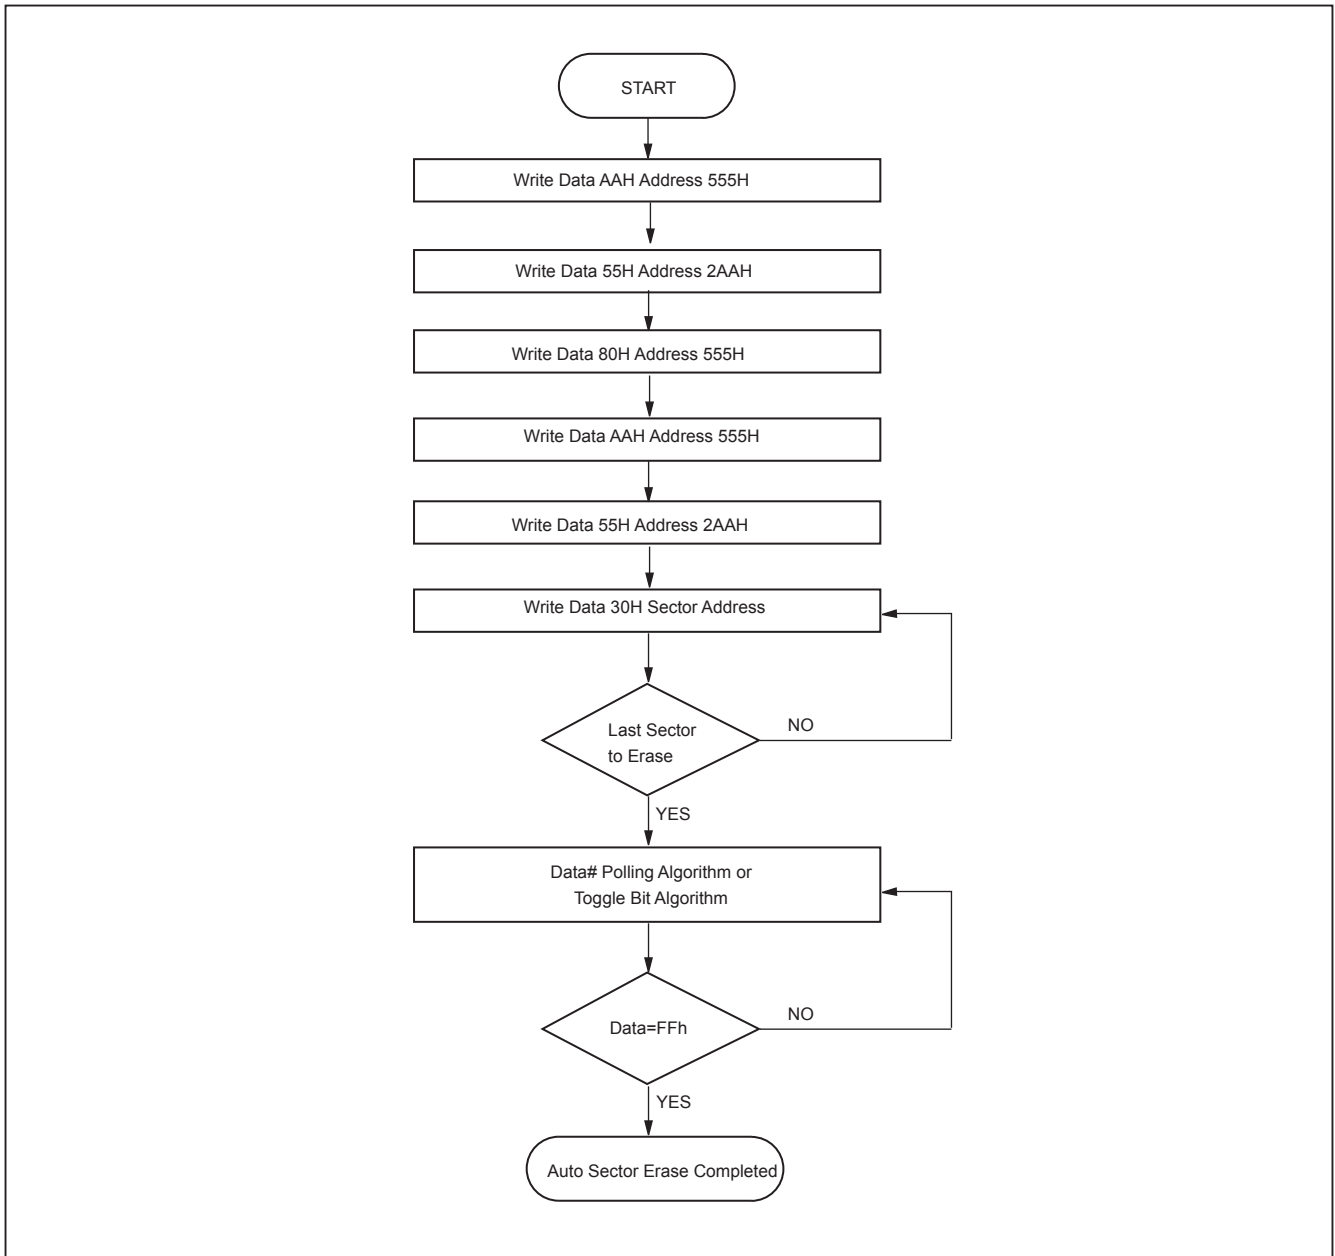 START
Write Data AAH Address 555H
Write Data 55H Address 2AAH
Write Data 80H Address 555H
Write Data AAH Address 555H
Write Data 55H Address 2AAH
Write Data 30H Sector Address
Last Sector
to Erase
NO
YES
Data# Polling Algorithm or
Toggle Bit Algorithm
Data=FFh
NO
YES
Auto Sector Erase Completed